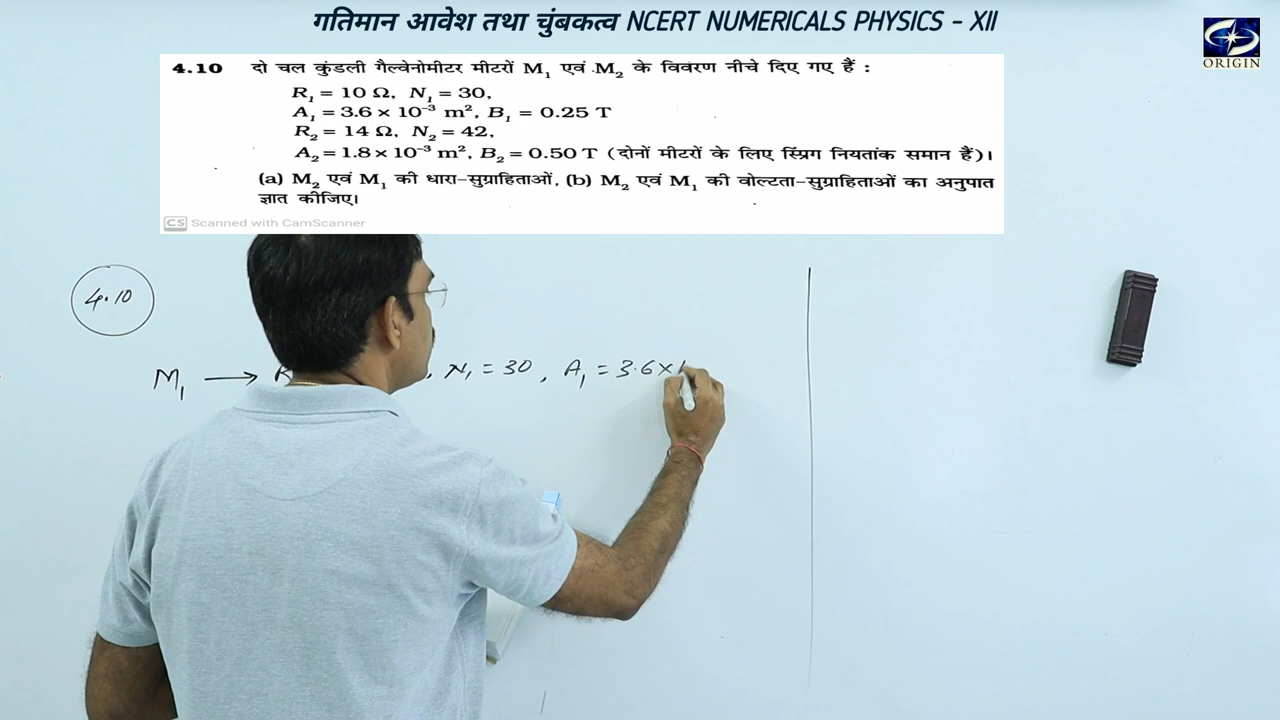 गतिमान आवेश तथा चुंबकत्व NCERT NUMERICALS PHYSICS - XII
ORIGIN
4.10 दो चल कुंडली गैल्वेनोमीटर मीटरों M₁ एवं M₂ के विवरण नीचे दिए गए हैं :
R₁ = 10 Ω, N₁ = 30,
A₁ = 3.6 × 10⁻³ m², B₁ = 0.25 T
R₂ = 14 Ω, N₂ = 42,
A₂ = 1.8 × 10⁻³ m², B₂ = 0.50 T (दोनों मीटरों के लिए स्प्रिंग नियतांक समान हैं)।
(a) M₂ एवं M₁ की धारा-सुग्राहिताओं, (b) M₂ एवं M₁ की वोल्टता-सुग्राहिताओं का अनुपात
ज्ञात कीजिए।
CS Scanned with CamScanner
4.10
M₁ → , N₁ = 30 , A₁ = 3.6 ×